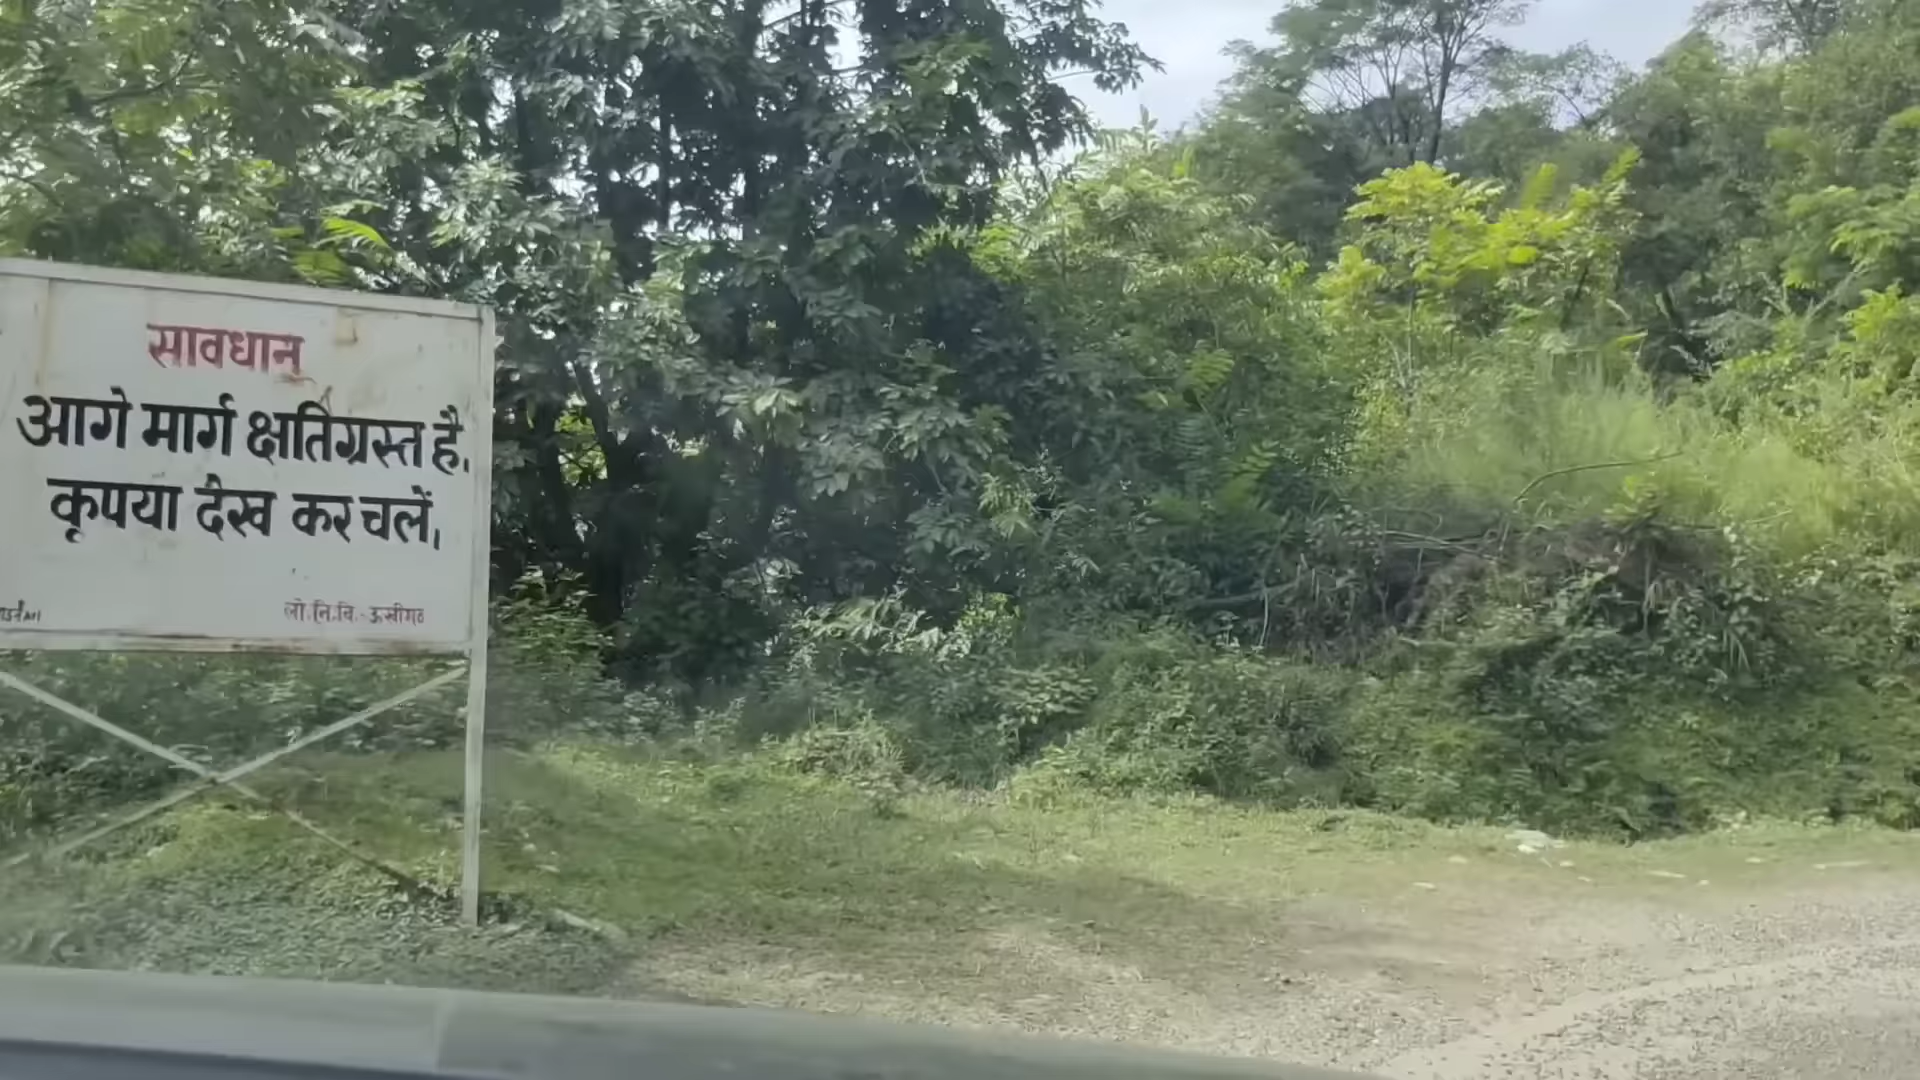 सावधान
आगे मार्ग क्षतिग्रस्त है.
कृपया देख कर चलें।
लो.नि.वि.-ऊखीमठ